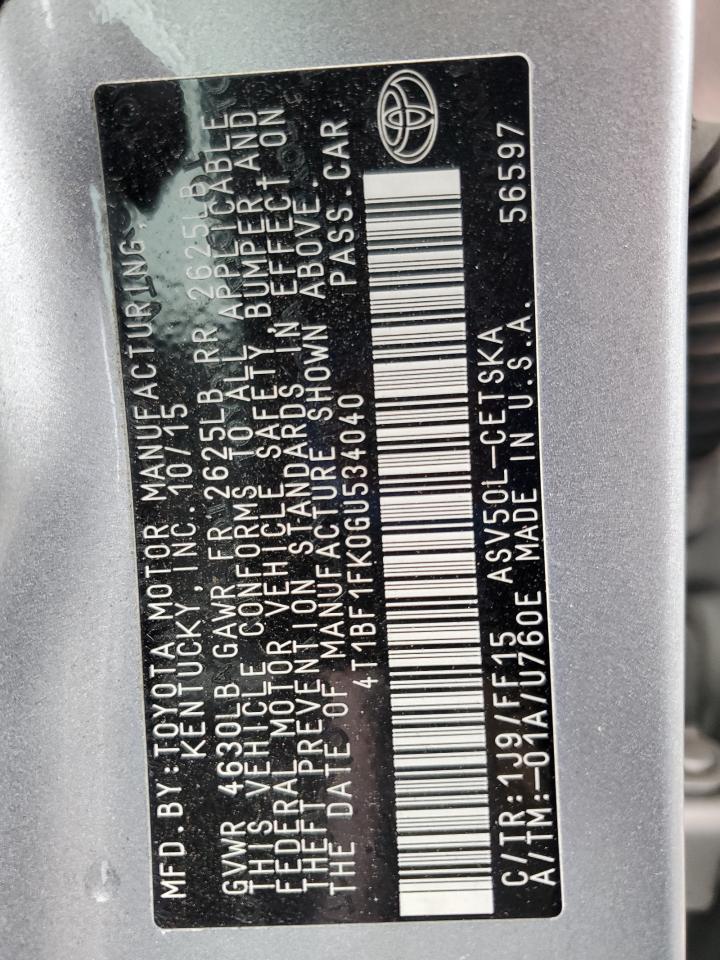 MFD.BY:TOYOTA MOTOR MANUFACTURING,
KENTUCKY,INC.10/15
GVWR 4630LB GAWR FR 2625LB RR 2625LB
THIS VEHICLE CONFORMS TO ALL APPLICABLE
FEDERAL MOTOR VEHICLE SAFETY,BUMPER AND
THEFT PREVENTION STANDARDS IN EFFECT ON
THE DATE OF MANUFACTURE SHOWN ABOVE.
4T1BF1FK0GU534040 PASS.CAR
C/TR:1J9/FF15 ASV50L-CETSKA 56597
A/TM:-01A/U760E MADE IN U.S.A.